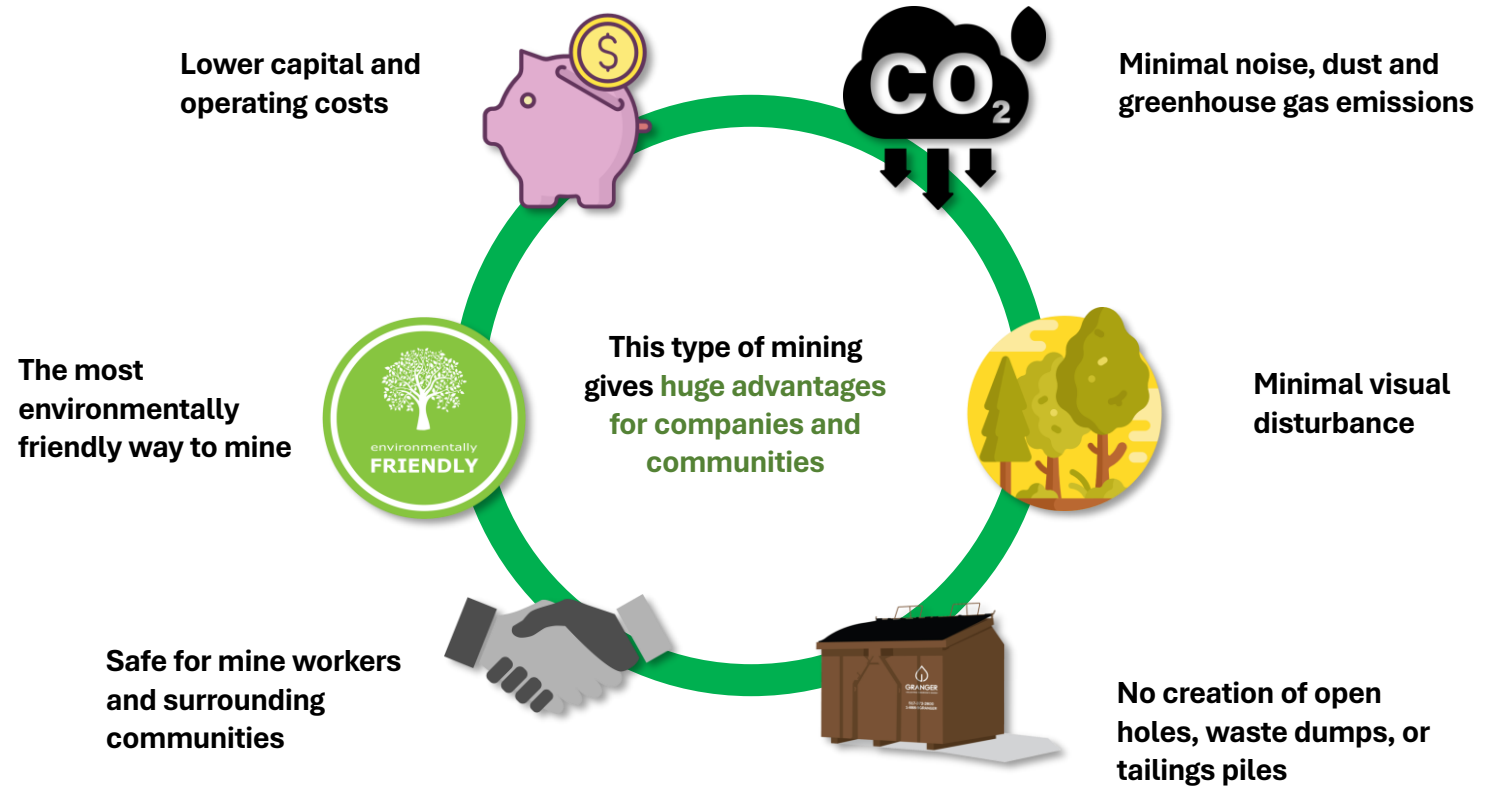 Lower capital and
operating costs
$
CO₂
Minimal noise, dust and
greenhouse gas emissions
The most
environmentally
friendly way to mine
environmentally
FRIENDLY
This type of mining
gives huge advantages
for companies and
communities
Minimal visual
disturbance
Safe for mine workers
and surrounding
communities
GRANGER
No creation of open
holes, waste dumps, or
tailings piles